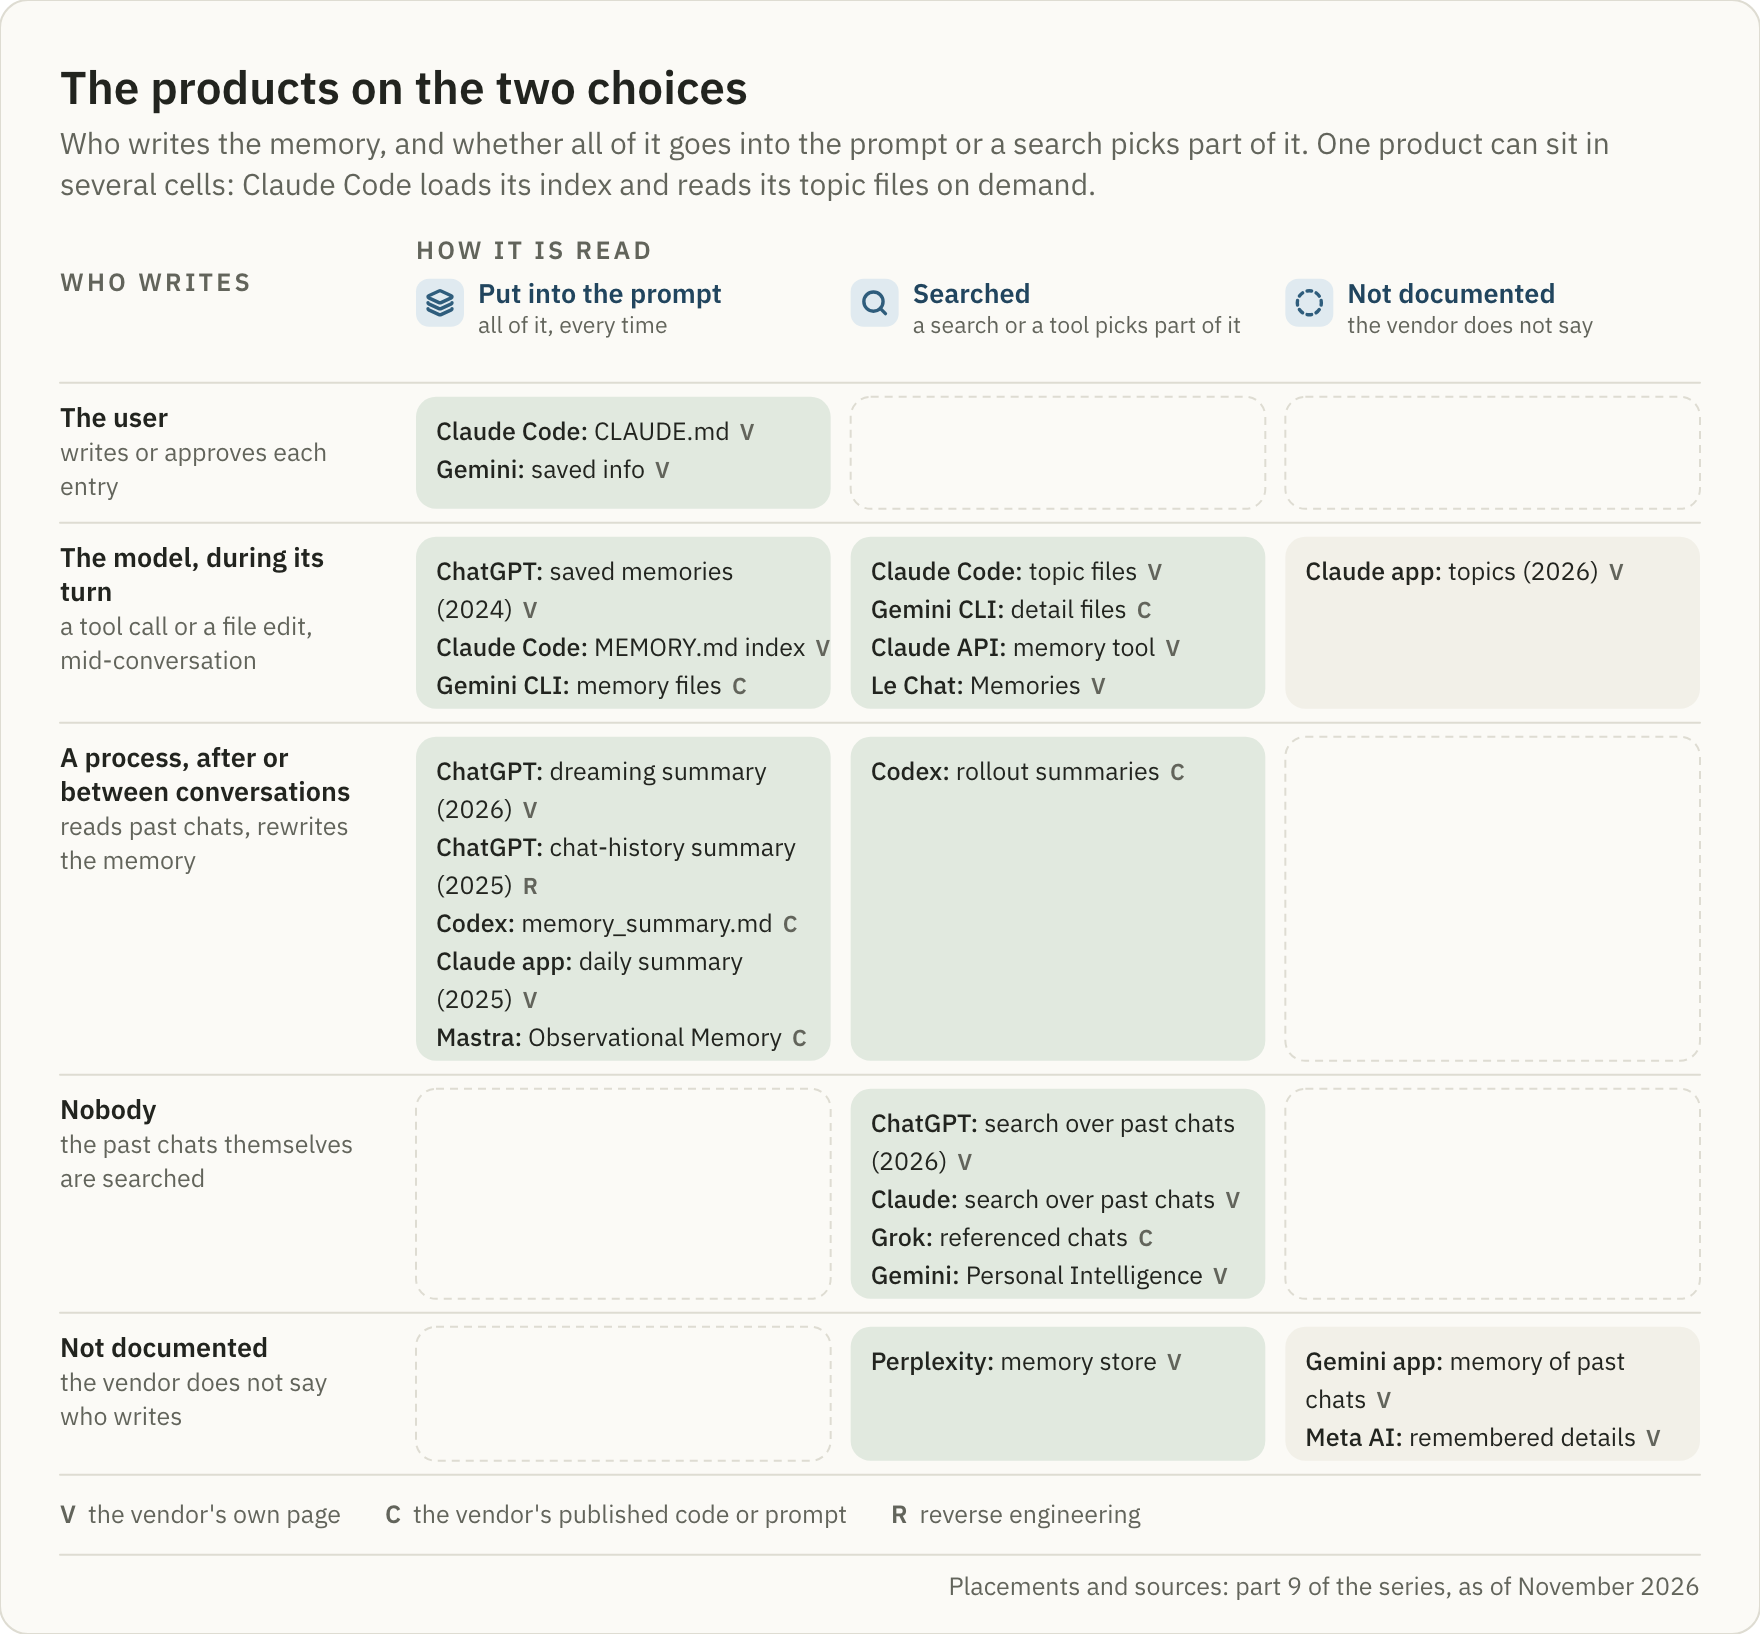 The products on the two choices
Who writes the memory, and whether all of it goes into the prompt or a search picks part of it. One product can sit in
several cells: Claude Code loads its index and reads its topic files on demand.
HOW IT IS READ
WHO WRITES
Put into the prompt
all of it, every time
Searched
a search or a tool picks part of it
Not documented
the vendor does not say
The user
writes or approves each
entry
Claude Code: CLAUDE.md V
Gemini: saved info V
The model, during its
turn
a tool call or a file edit,
mid-conversation
ChatGPT: saved memories
(2024) V
Claude Code: MEMORY.md index V
Gemini CLI: memory files C
Claude Code: topic files V
Gemini CLI: detail files C
Claude API: memory tool V
Le Chat: Memories V
Claude app: topics (2026) V
A process, after or
between conversations
reads past chats, rewrites
the memory
ChatGPT: dreaming summary
(2026) V
ChatGPT: chat-history summary
(2025) R
Codex: memory_summary.md C
Claude app: daily summary
(2025) V
Mastra: Observational Memory C
Codex: rollout summaries C
Nobody
the past chats themselves
are searched
ChatGPT: search over past chats
(2026) V
Claude: search over past chats V
Grok: referenced chats C
Gemini: Personal Intelligence V
Not documented
the vendor does not say
who writes
Perplexity: memory store V
Gemini app: memory of past
chats V
Meta AI: remembered details V
V the vendor's own page C the vendor's published code or prompt R reverse engineering
Placements and sources: part 9 of the series, as of November 2026